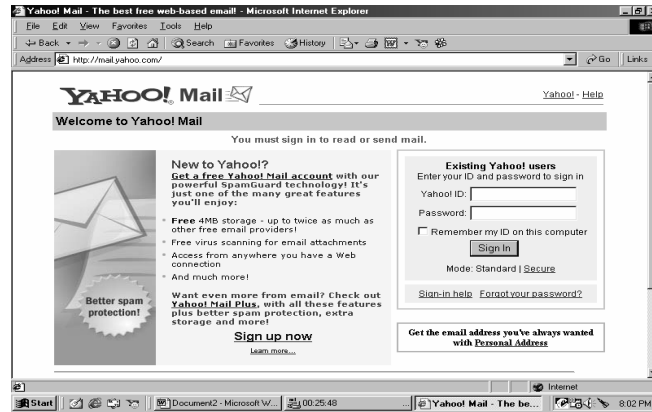 Yahoo! Mail - The best free web-based email! - Microsoft Internet Explorer
File Edit View Favorites Tools Help
Back Search Favorites History
Address http://mail.yahoo.com/ Go Links
YAHOO! Mail
Yahoo! - Help
Welcome to Yahoo! Mail
You must sign in to read or send mail.
New to Yahoo!?
Get a free Yahoo! Mail account with our
powerful SpamGuard technology! It's
just one of the many great features
you'll enjoy:
Free 4MB storage - up to twice as much as
other free email providers!
Free virus scanning for email attachments
Access from anywhere you have a Web
connection
And much more!
Want even more from email? Check out
Yahoo! Mail Plus, with all these features
plus better spam protection, extra
storage and more!
Sign up now
Learn more...
Better spam
protection!
Existing Yahoo! users
Enter your ID and password to sign in
Yahoo! ID:
Password:
Remember my ID on this computer
Sign In
Mode: Standard | Secure
Sign-in help Forgot your password?
Get the email address you've always wanted
with Personal Address
Internet
Start Document2 - Microsoft W... 00:25:48 ... Yahoo! Mail - The be... 8:02 PM